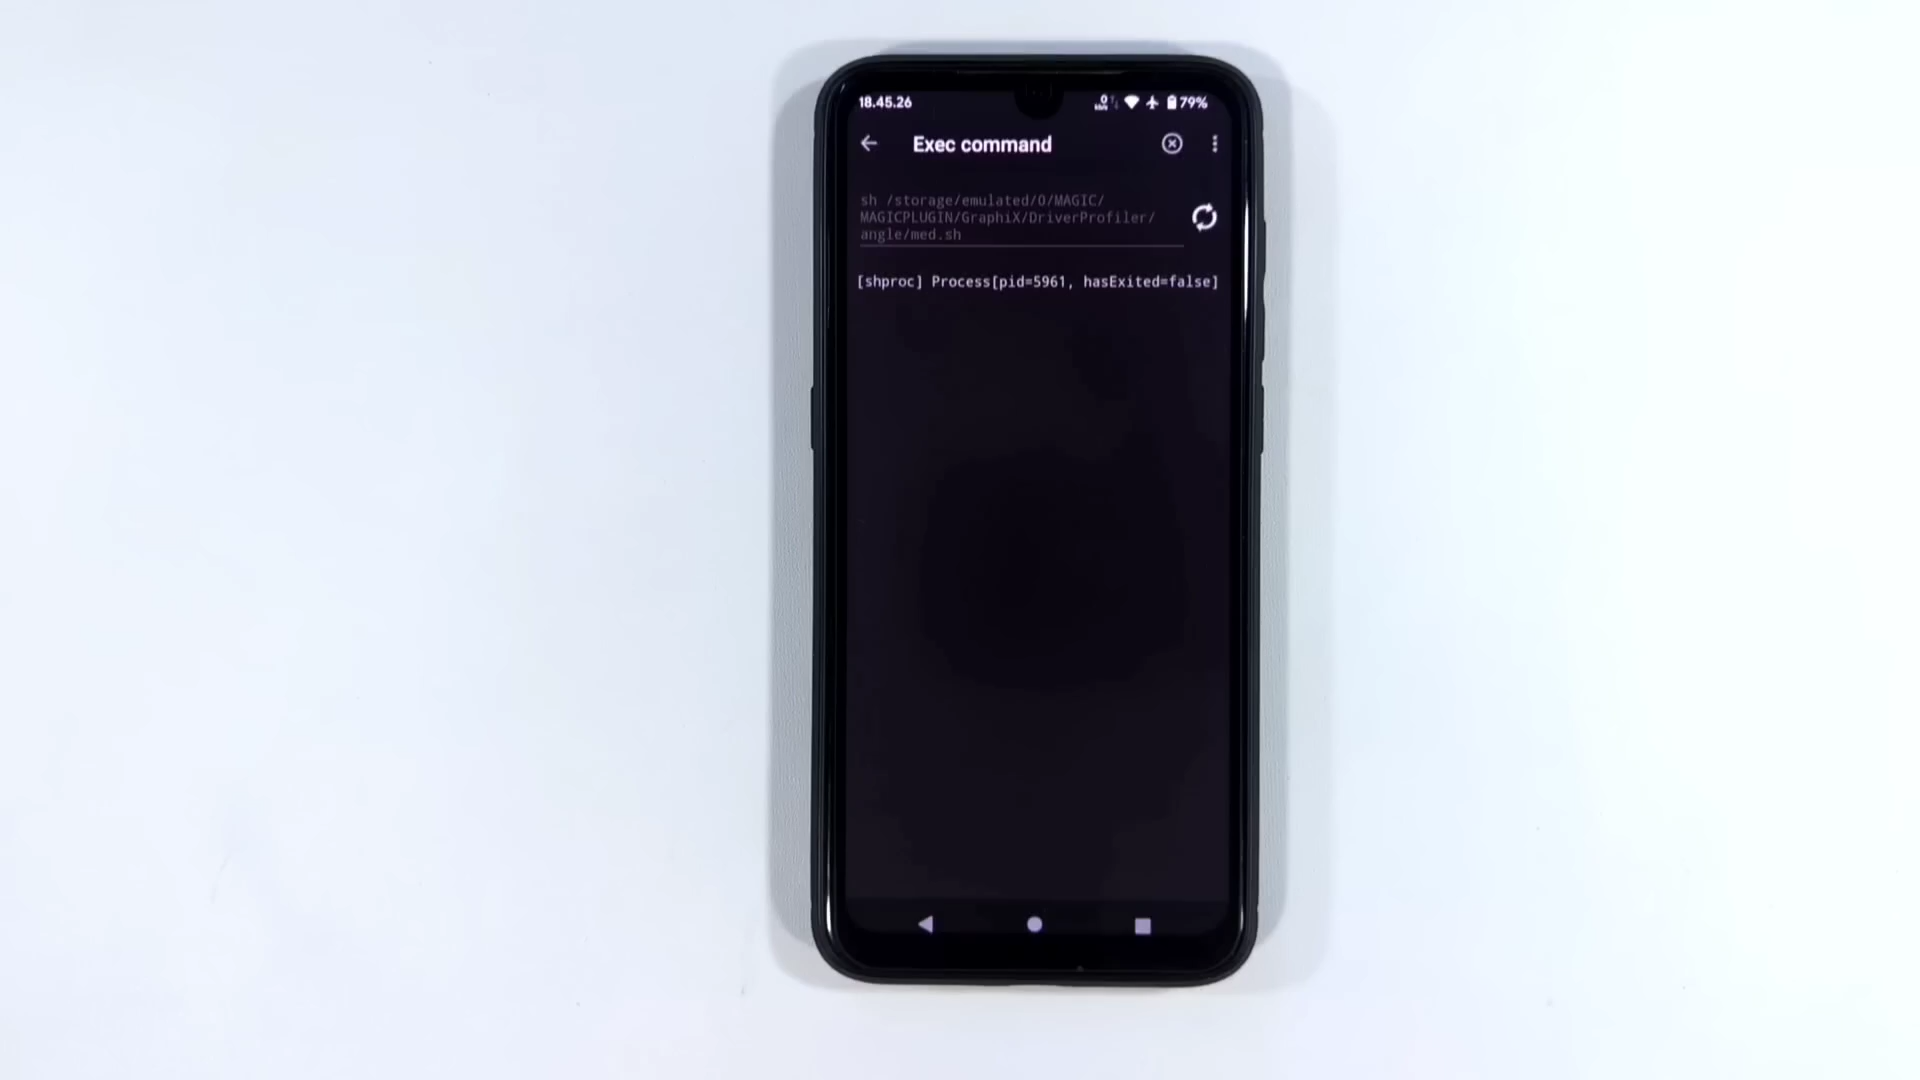 18.45.26
79%
Exec command
sh /storage/emulated/0/MAGIC/
MAGICPLUGIN/GraphiX/DriverProfiler/
angle/med.sh
[shproc] Process[pid=5961, hasExited=false]